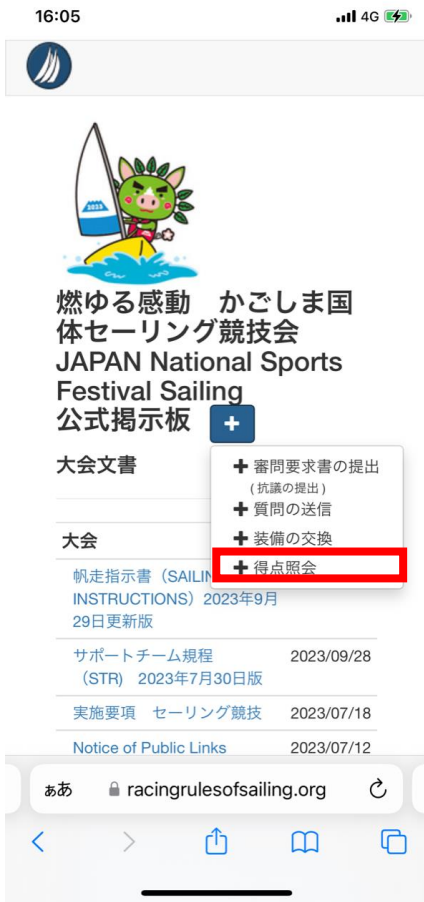 16:05
4G
2023
燃ゆる感動　かごしま国
体セーリング競技会
JAPAN National Sports
Festival Sailing
公式掲示板 +
大会文書
審問要求書の提出
(抗議の提出)
質問の送信
装備の交換
得点照会
大会
帆走指示書（SAILIN
INSTRUCTIONS）2023年9月
29日更新版
サポートチーム規程 2023/09/28
（STR）　2023年7月30日版
実施要項　セーリング競技 2023/07/18
Notice of Public Links 2023/07/12
ぁあ racingrulesofsailing.org